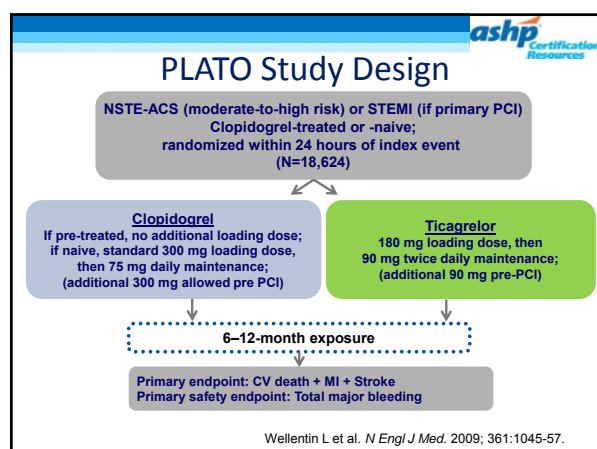 ashp
Certification
Resources
PLATO Study Design
NSTE-ACS (moderate-to-high risk) or STEMI (if primary PCI)
Clopidogrel-treated or -naive;
randomized within 24 hours of index event
(N=18,624)
Clopidogrel
If pre-treated, no additional loading dose;
if naive, standard 300 mg loading dose,
then 75 mg daily maintenance;
(additional 300 mg allowed pre PCI)
Ticagrelor
180 mg loading dose, then
90 mg twice daily maintenance;
(additional 90 mg pre-PCI)
6–12-month exposure
Primary endpoint: CV death + MI + Stroke
Primary safety endpoint: Total major bleeding
Wellentin L et al. N Engl J Med. 2009; 361:1045-57.